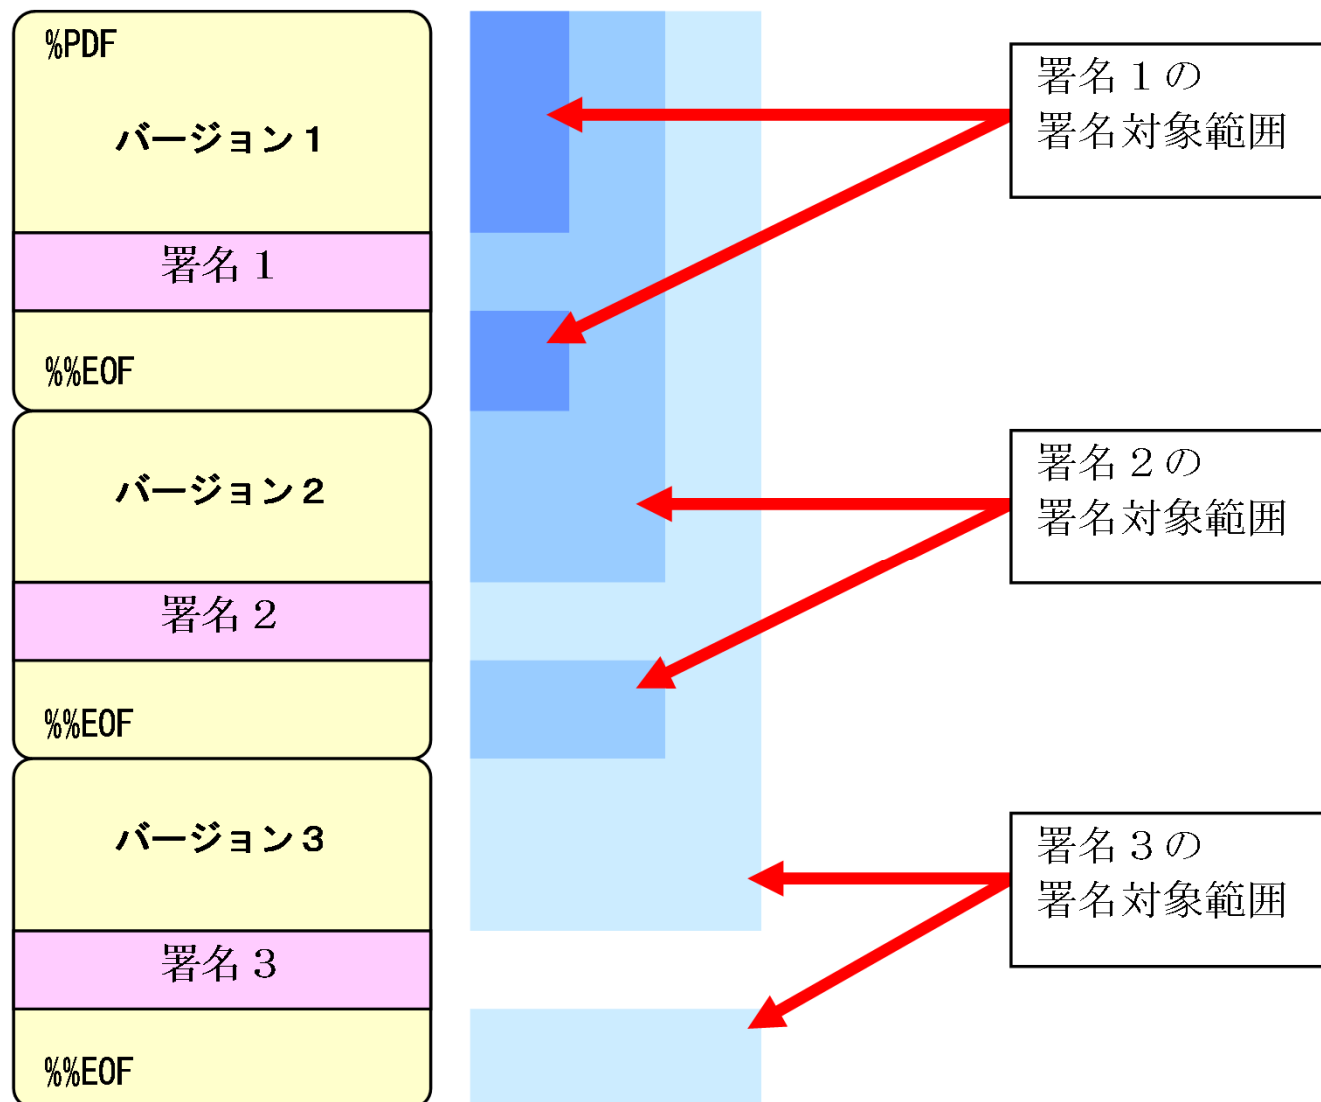 %PDF
バージョン１
署名１
%%EOF
バージョン２
署名２
%%EOF
バージョン３
署名３
%%EOF
署名１の
署名対象範囲
署名２の
署名対象範囲
署名３の
署名対象範囲